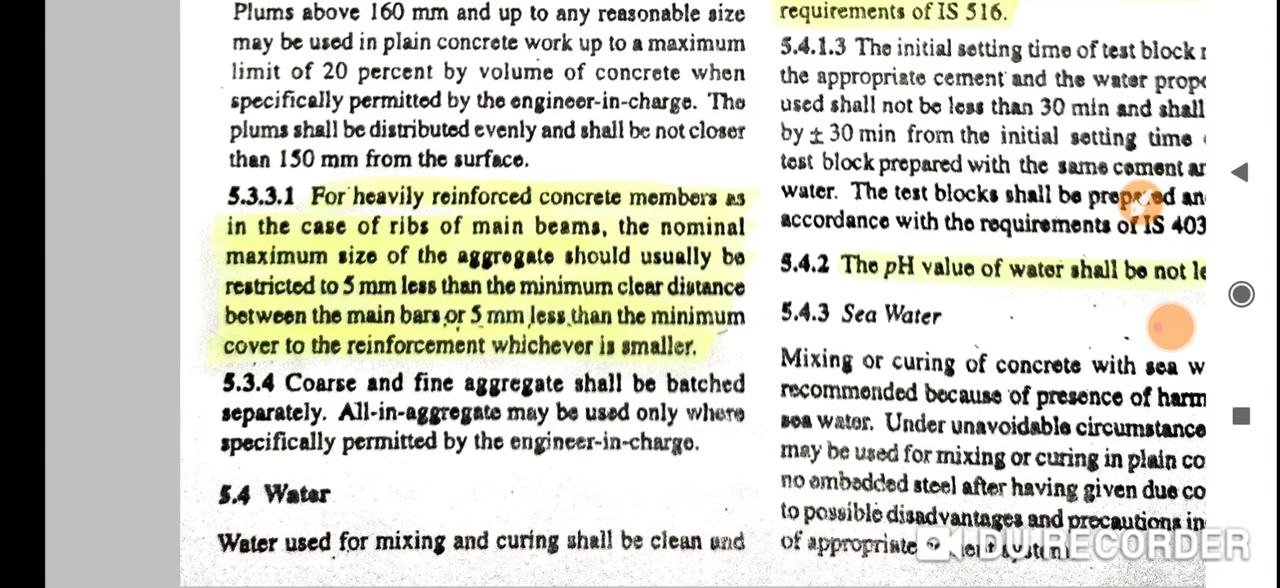 Plums above 160 mm and up to any reasonable size
may be used in plain concrete work up to a maximum
limit of 20 percent by volume of concrete when
specifically permitted by the engineer-in-charge. The
plums shall be distributed evenly and shall be not closer
than 150 mm from the surface.
5.3.3.1 For heavily reinforced concrete members as
in the case of ribs of main beams, the nominal
maximum size of the aggregate should usually be
restricted to 5 mm less than the minimum clear distance
between the main bars or 5 mm less than the minimum
cover to the reinforcement whichever is smaller.
5.3.4 Coarse and fine aggregate shall be batched
separately. All-in-aggregate may be used only where
specifically permitted by the engineer-in-charge.
5.4 Water
Water used for mixing and curing shall be clean and
requirements of IS 516.
5.4.1.3 The initial setting time of test block
the appropriate cement and the water prop
used shall not be less than 30 min and shall
by ± 30 min from the initial setting time
test block prepared with the same cement an
water. The test blocks shall be prepared an
accordance with the requirements of IS 403
5.4.2 The pH value of water shall be not le
5.4.3 Sea Water
Mixing or curing of concrete with sea w
recommended because of presence of harm
sea water. Under unavoidable circumstance
may be used for mixing or curing in plain co
no embedded steel after having given due co
to possible disadvantages and precautions in
of appropriate
DU RECORDER